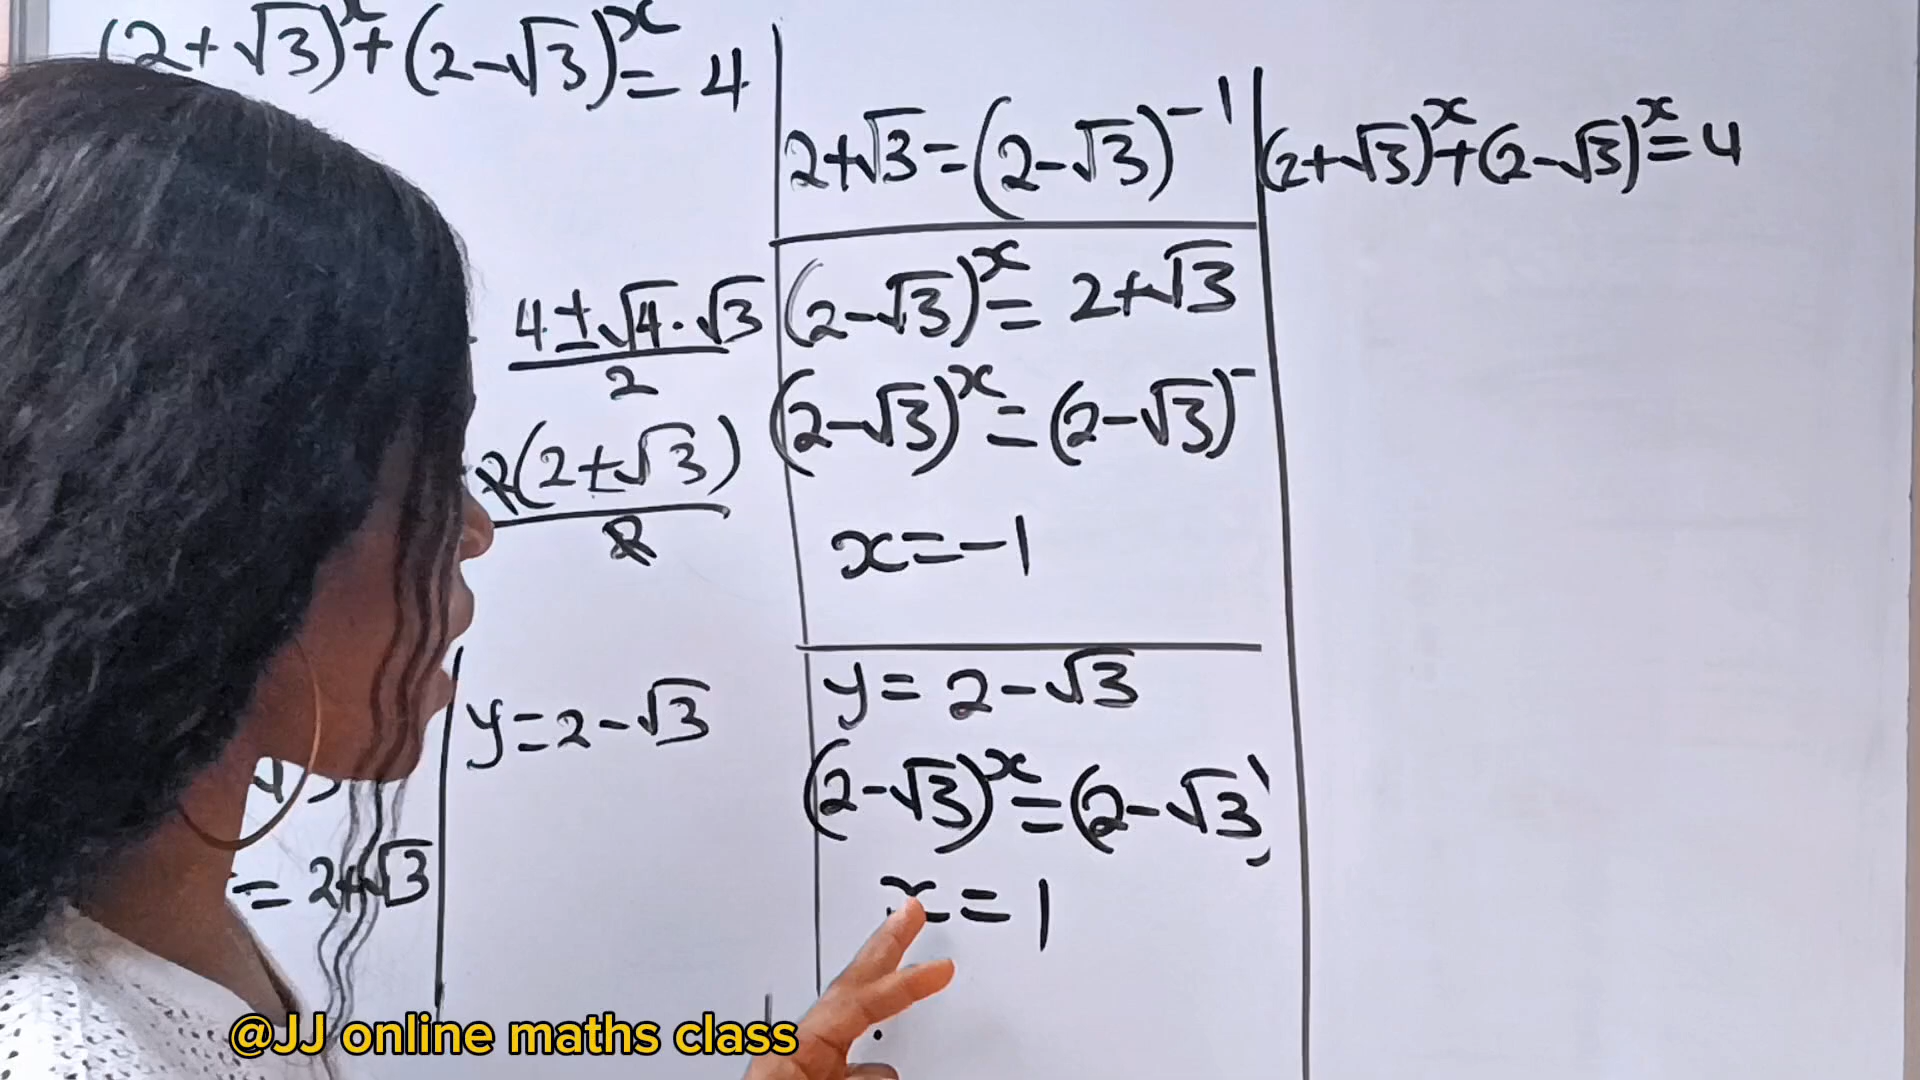 (2+√3)^x+(2-√3)^x=4
4±√4·√3
2
2(2±√3)
2
y=2-√3
=2+√3
2+√3=(2-√3)^-1
(2-√3)^x=2+√3
(2-√3)^x=(2-√3)^-
x=-1
y=2-√3
(2-√3)^x=(2-√3)^1
x=1
(2+√3)^x+(2-√3)^x=4
@JJ online maths class